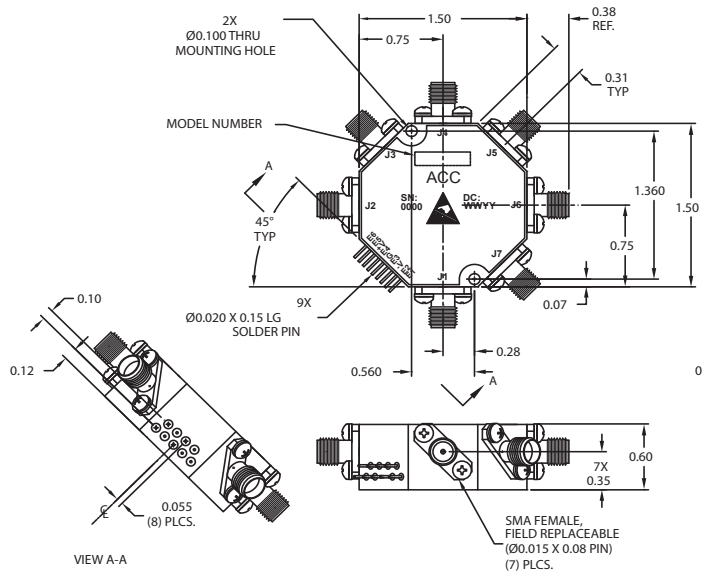 2X
Ø0.100 THRU
MOUNTING HOLE
1.50
0.75
0.38
REF.
0.31
TYP
MODEL NUMBER
A
J4
J3
J5
ACC
J2
SN:
0000
DC:
WWYY
J6
1.360
1.50
45°
TYP
0.75
J7
J1
9X
Ø0.020 X 0.15 LG
SOLDER PIN
0.07
0.28
0.560
A
0
0.10
0.12
0.055
(8) PLCS.
VIEW A-A
0.60
7X
0.35
SMA FEMALE,
FIELD REPLACEABLE
(Ø0.015 X 0.08 PIN)
(7) PLCS.